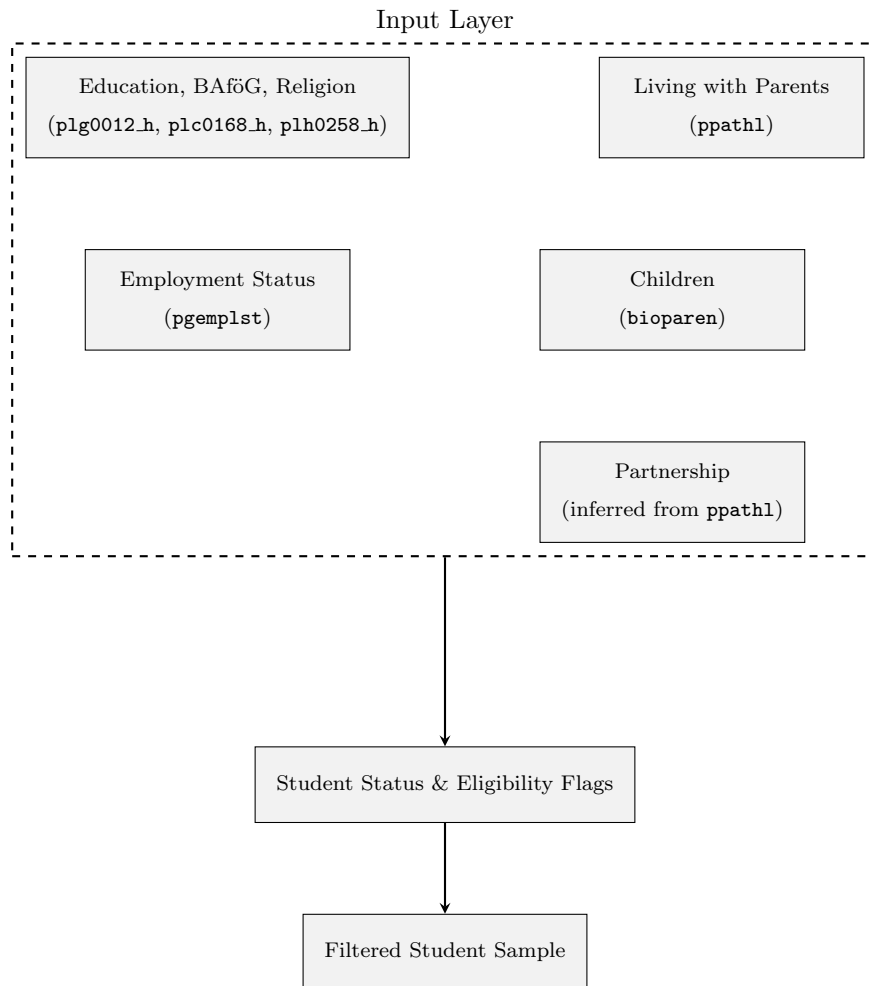 Input Layer
Education, BAföG, Religion
(plg0012_h, plc0168_h, plh0258_h)
Living with Parents
(ppathl)
Employment Status
(pgemplst)
Children
(bioparen)
Partnership
(inferred from ppathl)
Student Status & Eligibility Flags
Filtered Student Sample